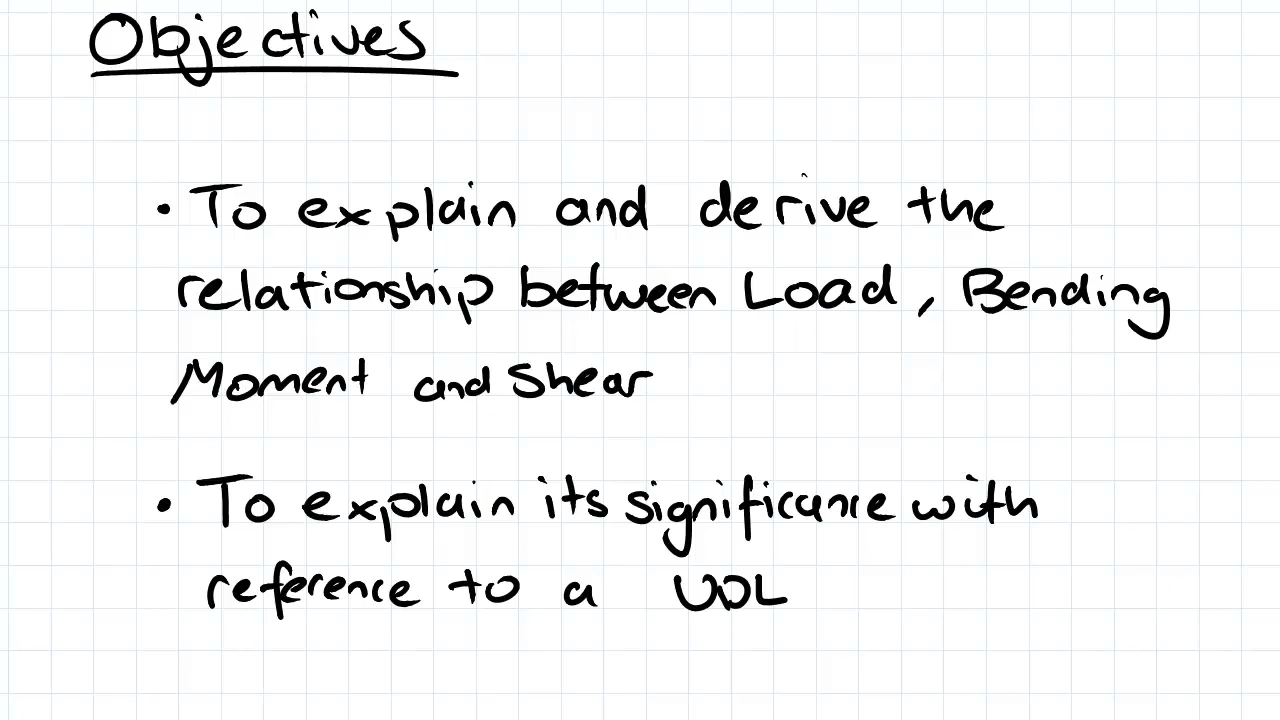 Objectives
• To explain and derive the
relationship between Load, Bending
Moment and Shear
• To explain its significance with
reference to a UDL